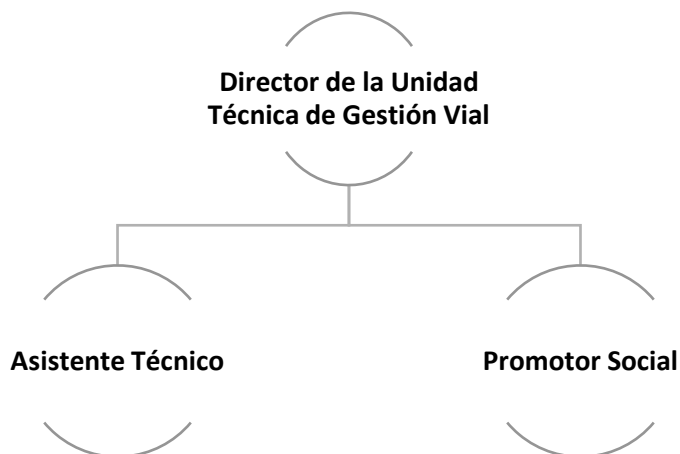 Director de la Unidad
Técnica de Gestión Vial
Asistente Técnico
Promotor Social